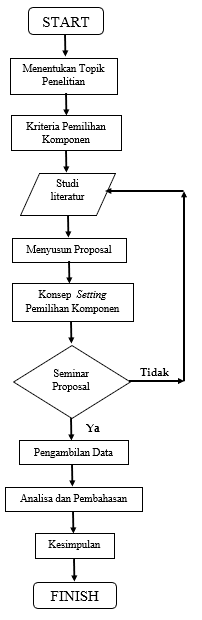 START
Menentukan Topik
Penelitian
Kriteria Pemilihan
Komponen
Studi
literatur
Menyusun Proposal
Konsep Setting
Pemilihan Komponen
Seminar
Proposal
Tidak
Ya
Pengambilan Data
Analisa dan Pembahasan
Kesimpulan
FINISH